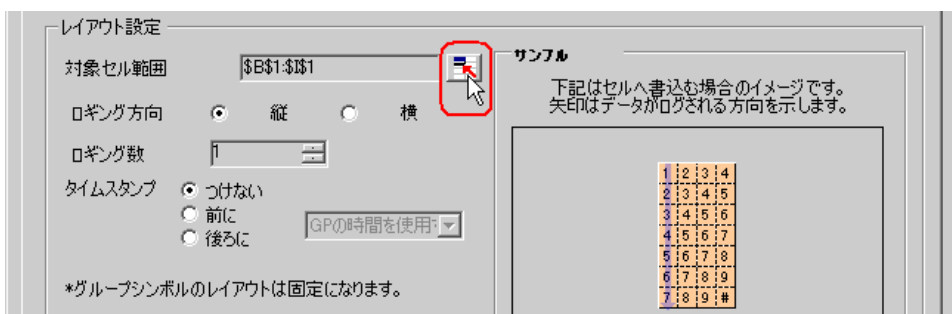 レイアウト設定
対象セル範囲 $B$1:$I$1
ロギング方向 縦 横
ロギング数 1
タイムスタンプ つけない
前に
後ろに
GPの時間を使用
*グループシンボルのレイアウトは固定になります。
サンプル
下記はセルへ書込む場合のイメージです。
矢印はデータがログされる方向を示します。
1 2 3 4
2 3 4 5
3 4 5 6
4 5 6 7
5 6 7 8
6 7 8 9
7 8 9 #